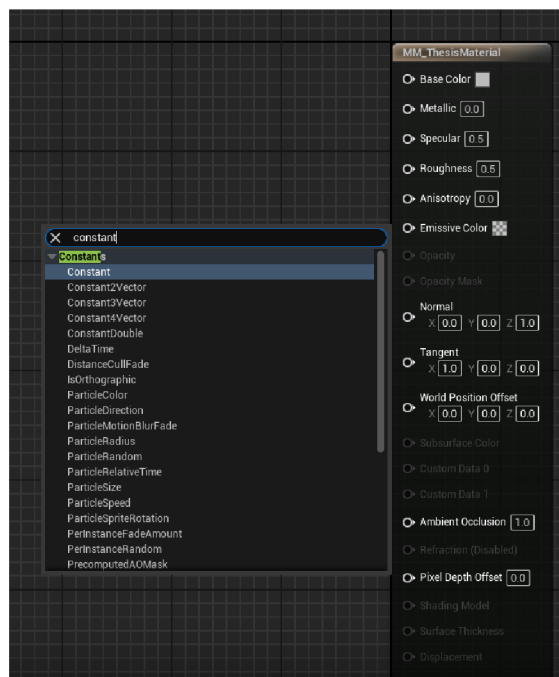 MM_ThesisMaterial
Base Color
Metallic 0.0
Specular 0.5
Roughness 0.5
Anisotropy 0.0
Emissive Color
Opacity
Opacity Mask
Normal
X 0.0 Y 0.0 Z 1.0
Tangent
X 1.0 Y 0.0 Z 0.0
World Position Offset
X 0.0 Y 0.0 Z 0.0
Subsurface Color
Custom Data 0
Custom Data 1
Ambient Occlusion 1.0
Refraction (Disabled)
Pixel Depth Offset 0.0
Shading Model
Surface Thickness
Displacement
constant
Constants
Constant
Constant2Vector
Constant3Vector
Constant4Vector
ConstantDouble
DeltaTime
DistanceCullFade
IsOrthographic
ParticleColor
ParticleDirection
ParticleMotionBlurFade
ParticleRadius
ParticleRandom
ParticleRelativeTime
ParticleSize
ParticleSpeed
ParticleSpriteRotation
PerInstanceFadeAmount
PerInstanceRandom
PrecomputedAOMask